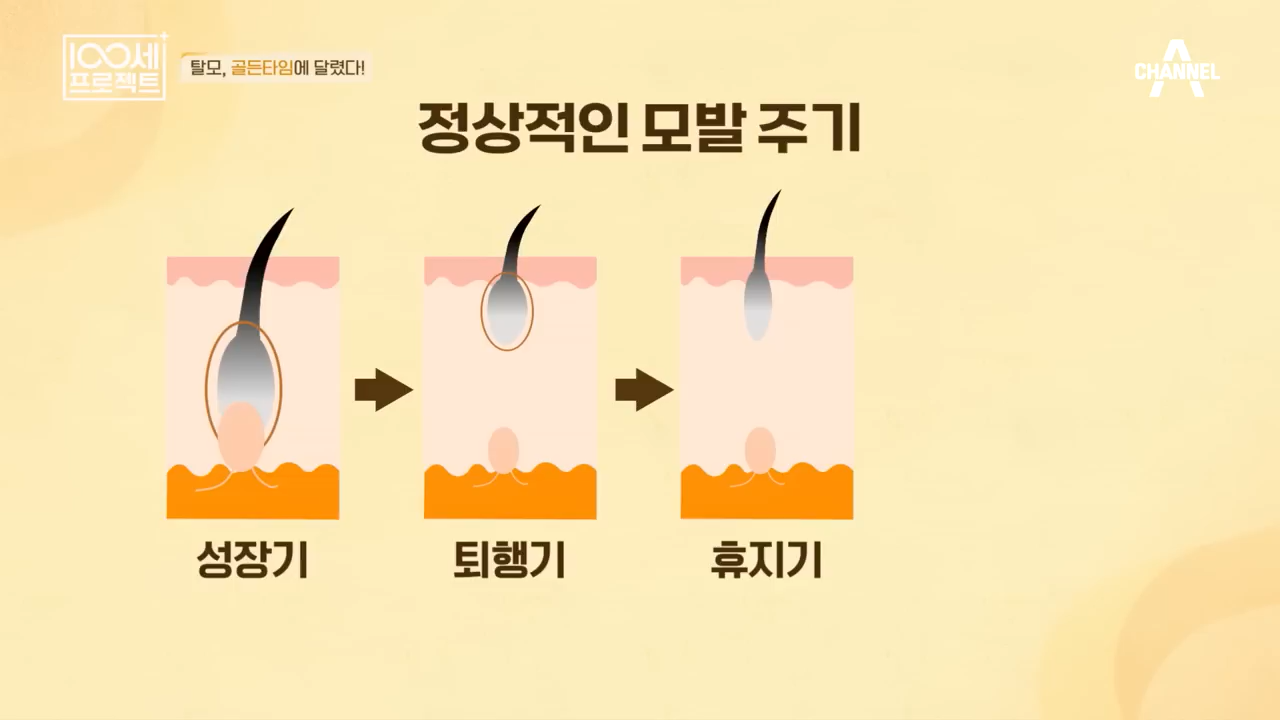 100세
프로젝트+
탈모, 골든타임에 달렸다!
CHANNEL A
정상적인 모발 주기
성장기
퇴행기
휴지기